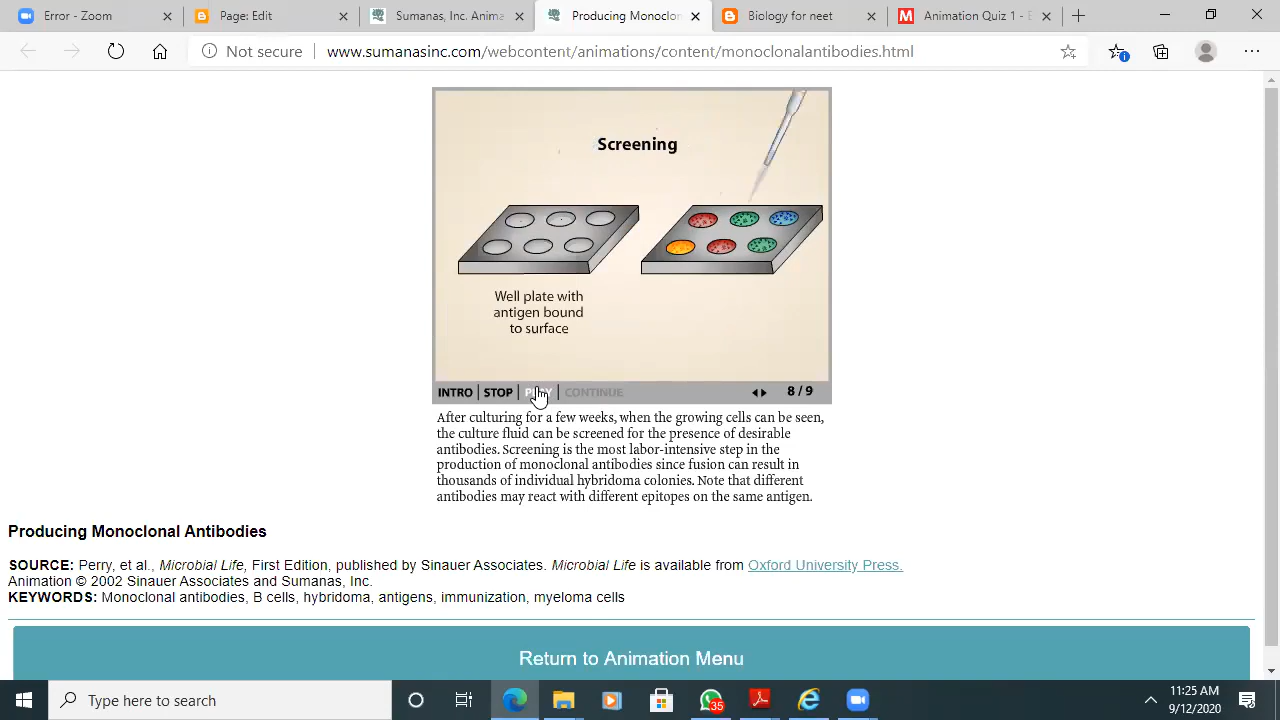 Error - Zoom
Page: Edit
Sumanas, Inc. Anima
Producing Monoclon
Biology for neet
Animation Quiz 1 -
Not secure
www.sumanasinc.com/webcontent/animations/content/monoclonalantibodies.html
Screening
Well plate with
antigen bound
to surface
INTRO STOP PLAY CONTINUE 8/9
After culturing for a few weeks, when the growing cells can be seen,
the culture fluid can be screened for the presence of desirable
antibodies. Screening is the most labor-intensive step in the
production of monoclonal antibodies since fusion can result in
thousands of individual hybridoma colonies. Note that different
antibodies may react with different epitopes on the same antigen.
Producing Monoclonal Antibodies
SOURCE: Perry, et al., Microbial Life, First Edition, published by Sinauer Associates. Microbial Life is available from Oxford University Press.
Animation © 2002 Sinauer Associates and Sumanas, Inc.
KEYWORDS: Monoclonal antibodies, B cells, hybridoma, antigens, immunization, myeloma cells
Return to Animation Menu
Type here to search
35
11:25 AM
9/12/2020